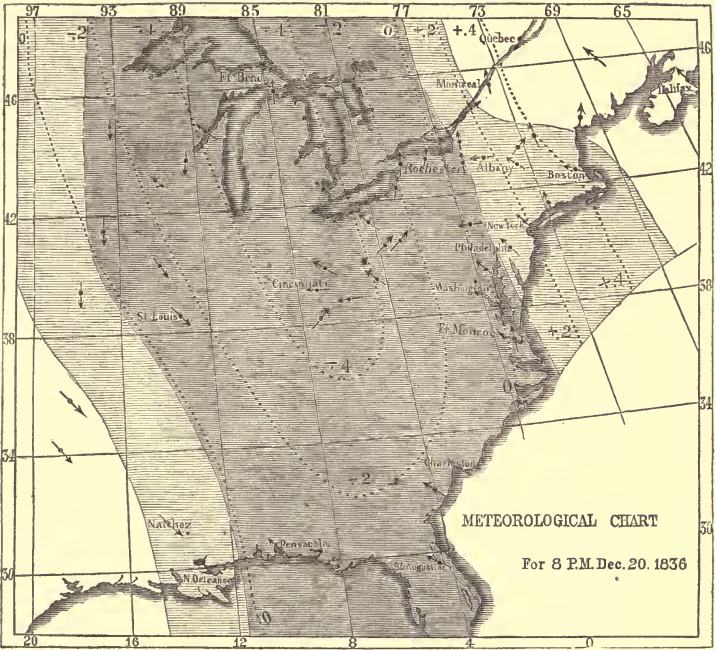 97 93 89 85 81 77 73 69 65
0 -.2 -.4 -.4 .2 0 +.2 +.4
Quebec
46
Ft Brady
Montreal
Halifax
46
Rochester Albany
Boston
42
42
New York
Philadelphia
Cincinnati
Washington
+.4
38
St Louis
Ft Monroe
+.2
38
-.4
0
34
34
Charleston
-.2
METEOROLOGICAL CHART
Natchez
30
Pensacola
For 8 P.M. Dec. 20. 1836
30
N. Orleans
St. Augustine
0
20 16 12 8 4 0